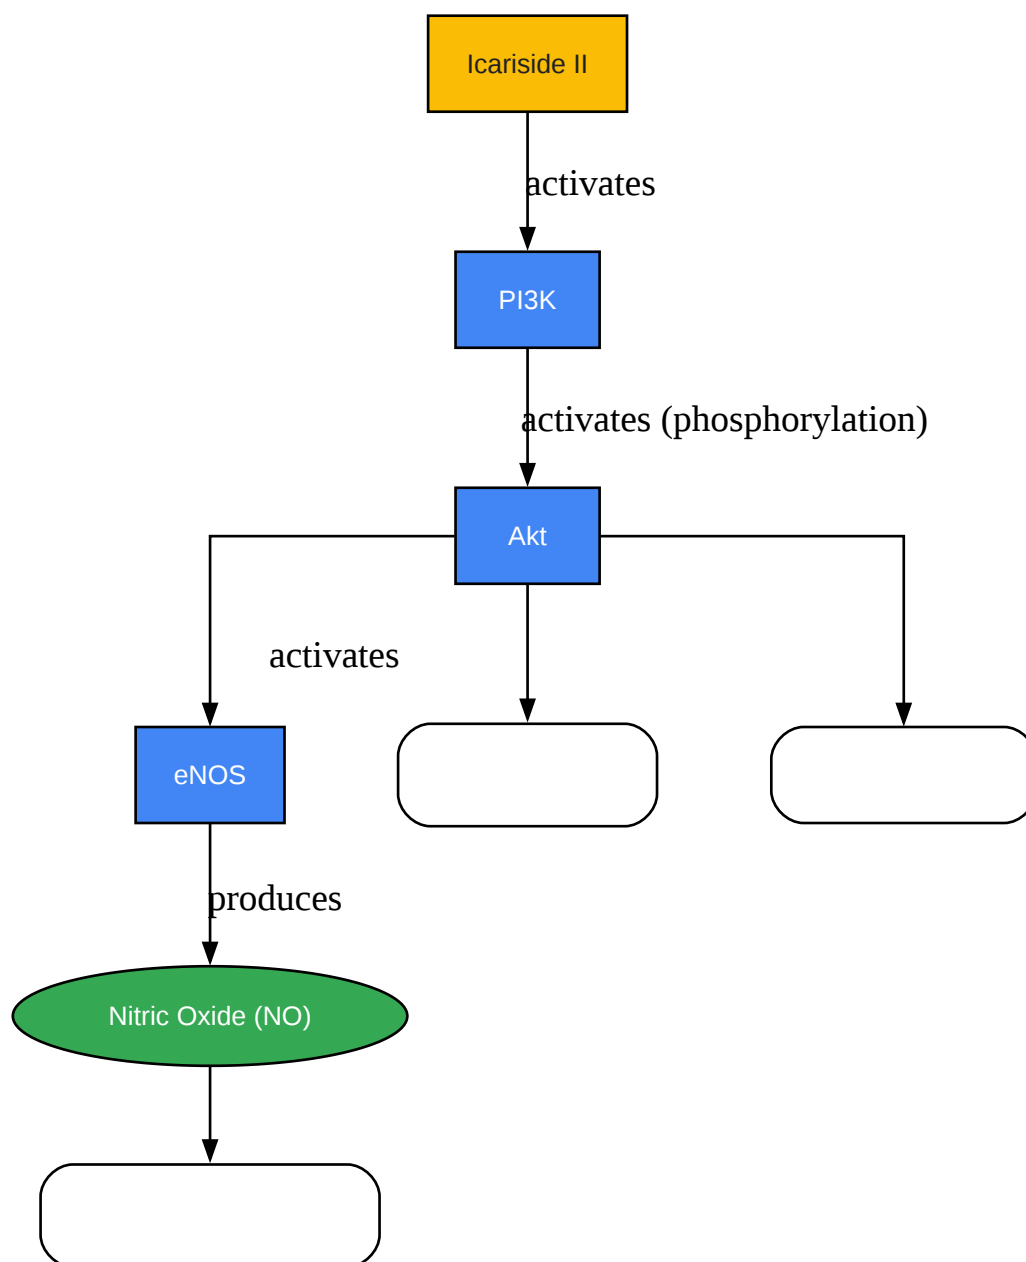 Icariside II
activates
PI3K
activates (phosphorylation)
Akt
activates
eNOS
produces
Nitric Oxide (NO)